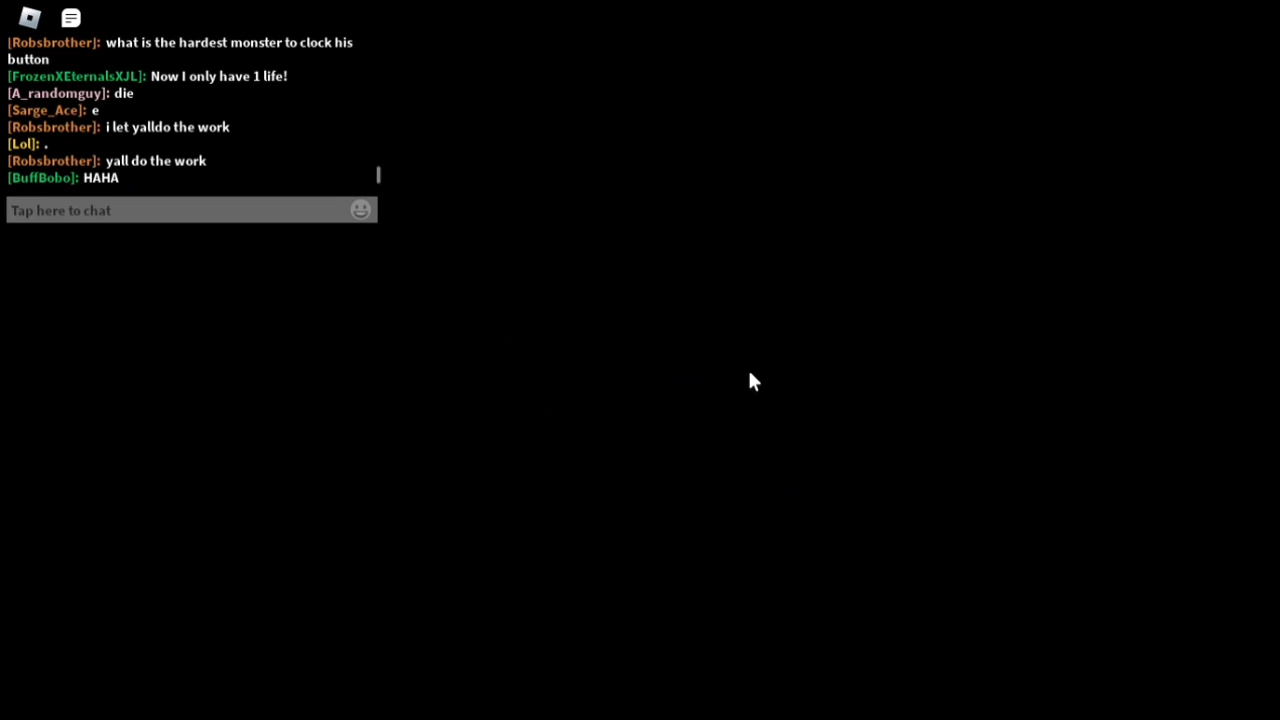 [Robsbrother]: what is the hardest monster to clock his
button
[FrozenXEternalsXJL]: Now I only have 1 life!
[A_randomguy]: die
[Sarge_Ace]: e
[Robsbrother]: i let yalldo the work
[Lol]: .
[Robsbrother]: yall do the work
[BuffBobo]: HAHA
Tap here to chat